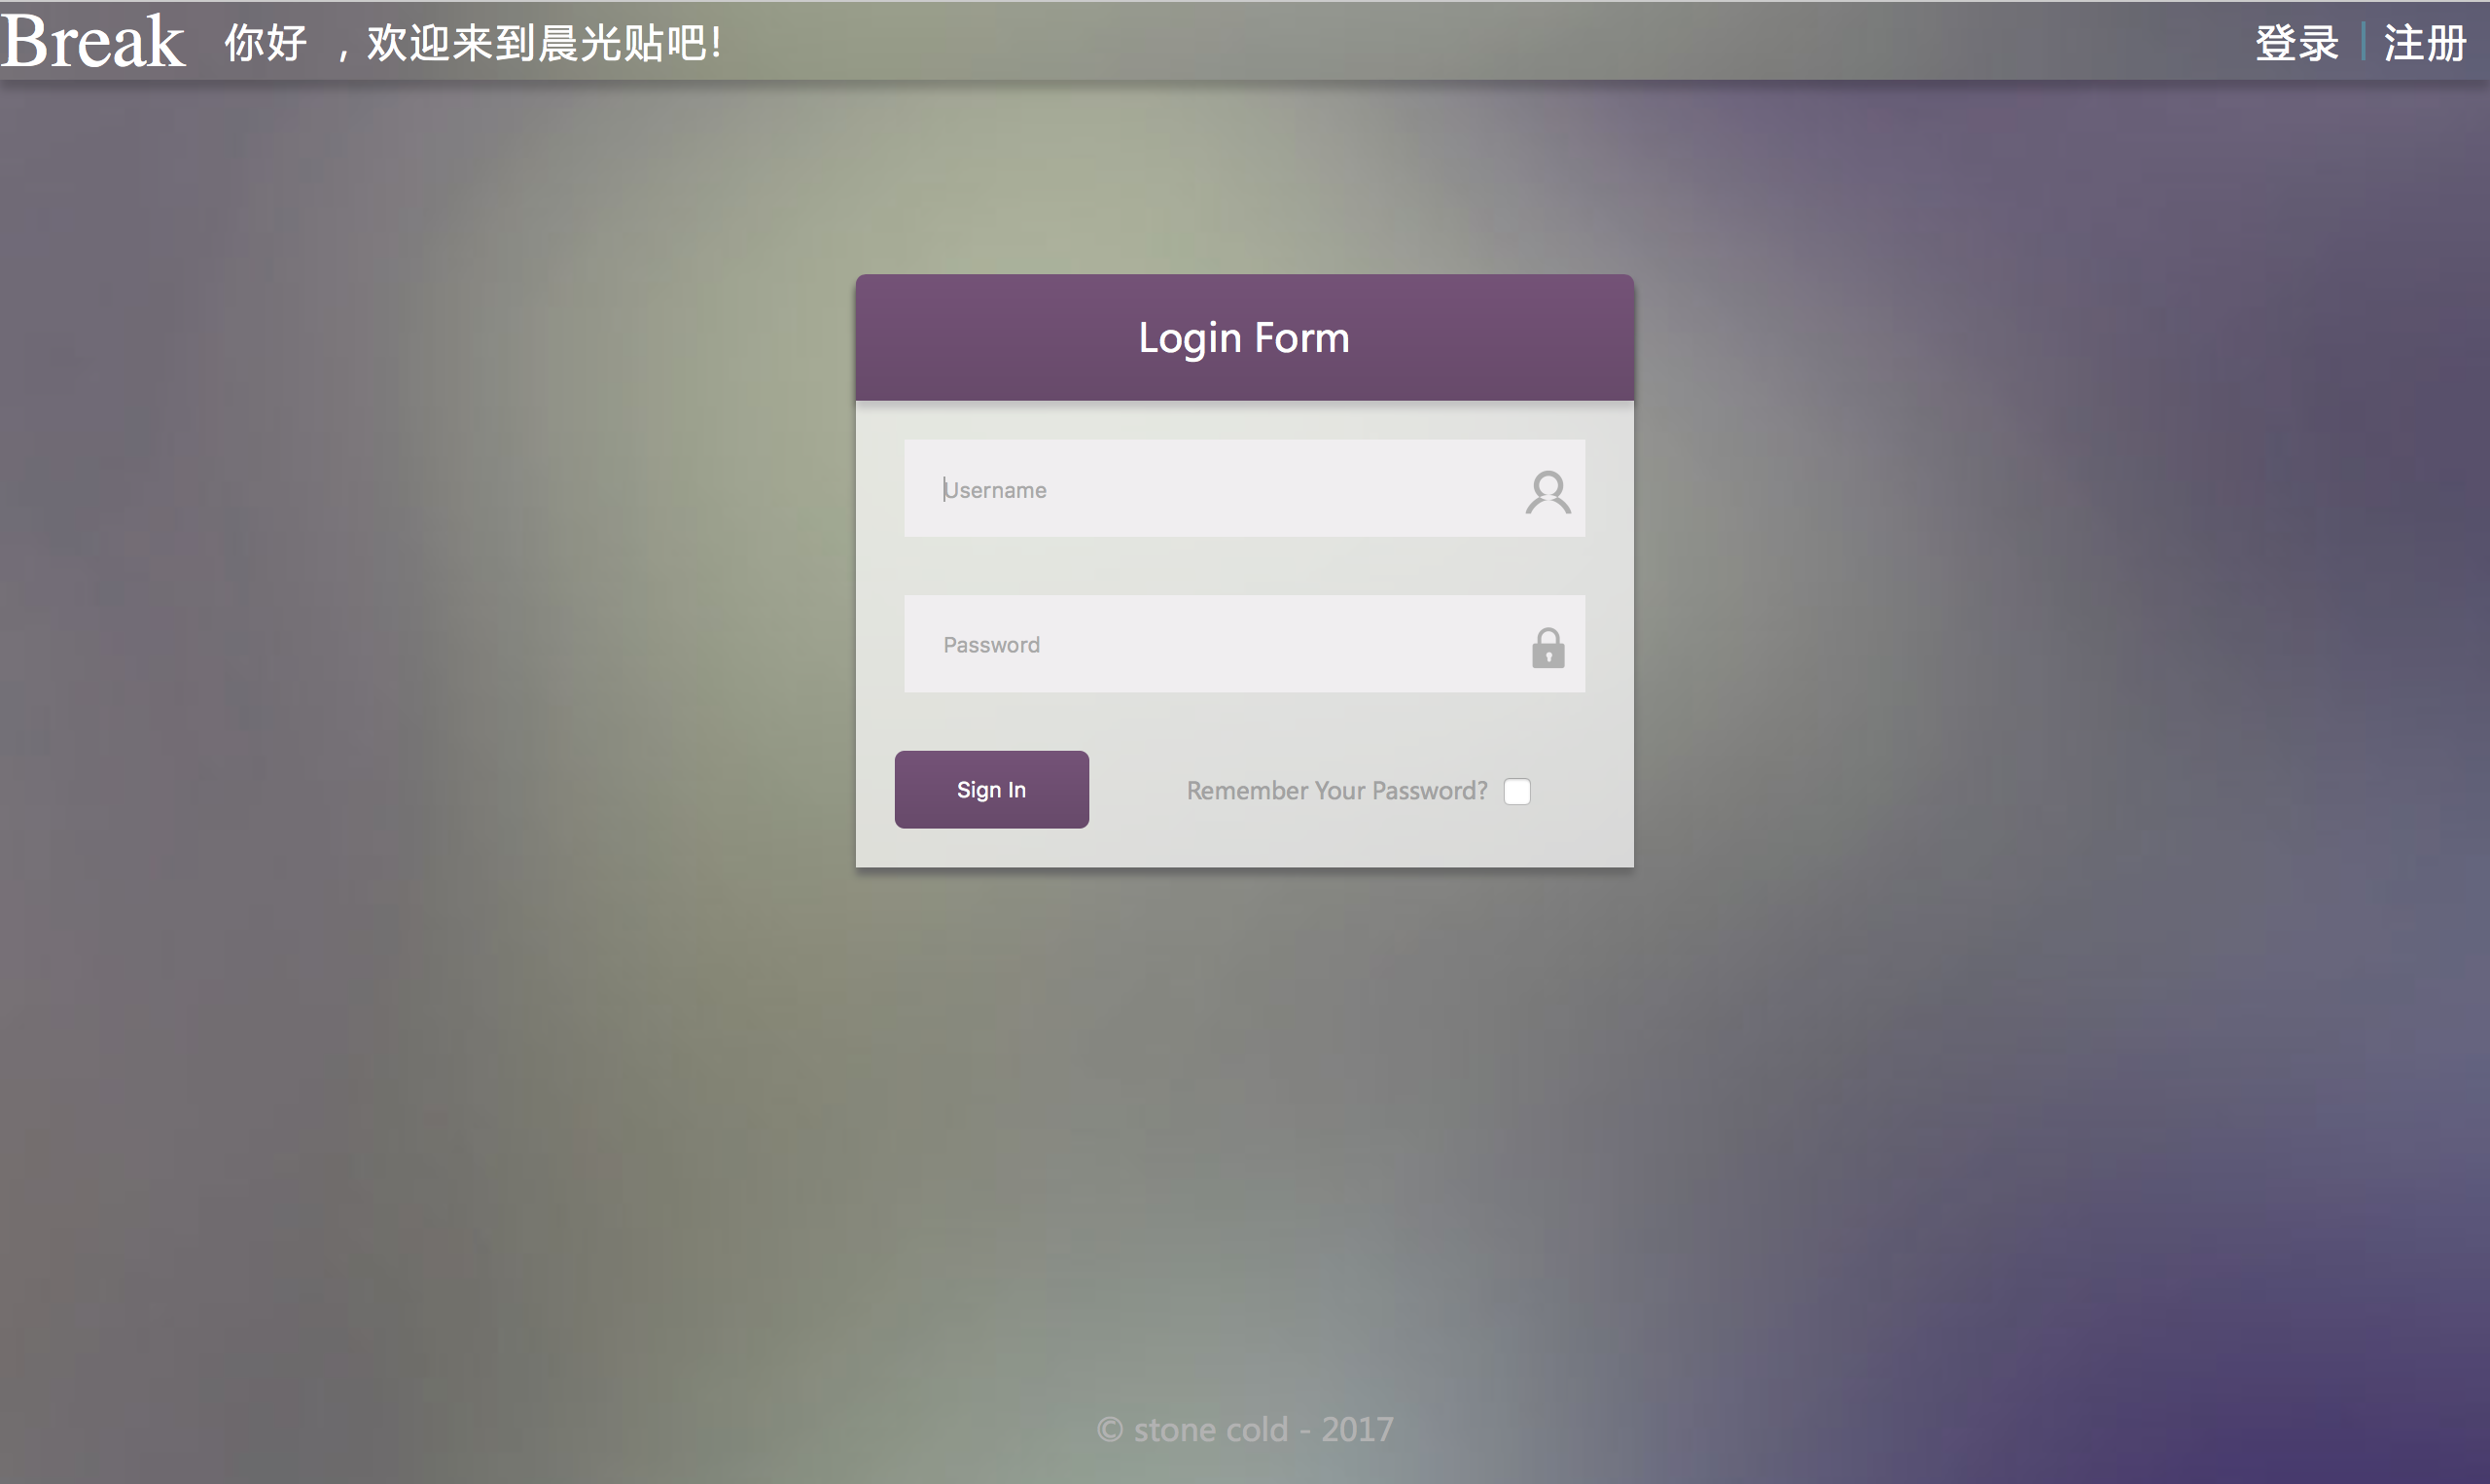 Break 你好 ，欢迎来到晨光贴吧! 登录 | 注册
Login Form
Username
Password
Sign In Remember Your Password?
© stone cold - 2017